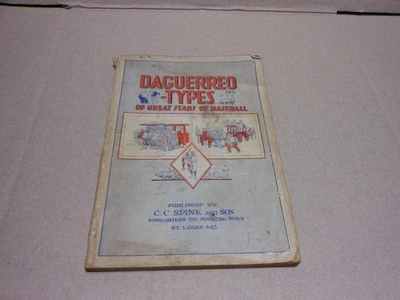 DAGUERREO
-TYPES
OF GREAT STARS OF BASEBALL
PUBLISHED BY
C. C. SPINK and SON
PUBLISHERS THE SPORTING NEWS
ST. LOUIS, MO.